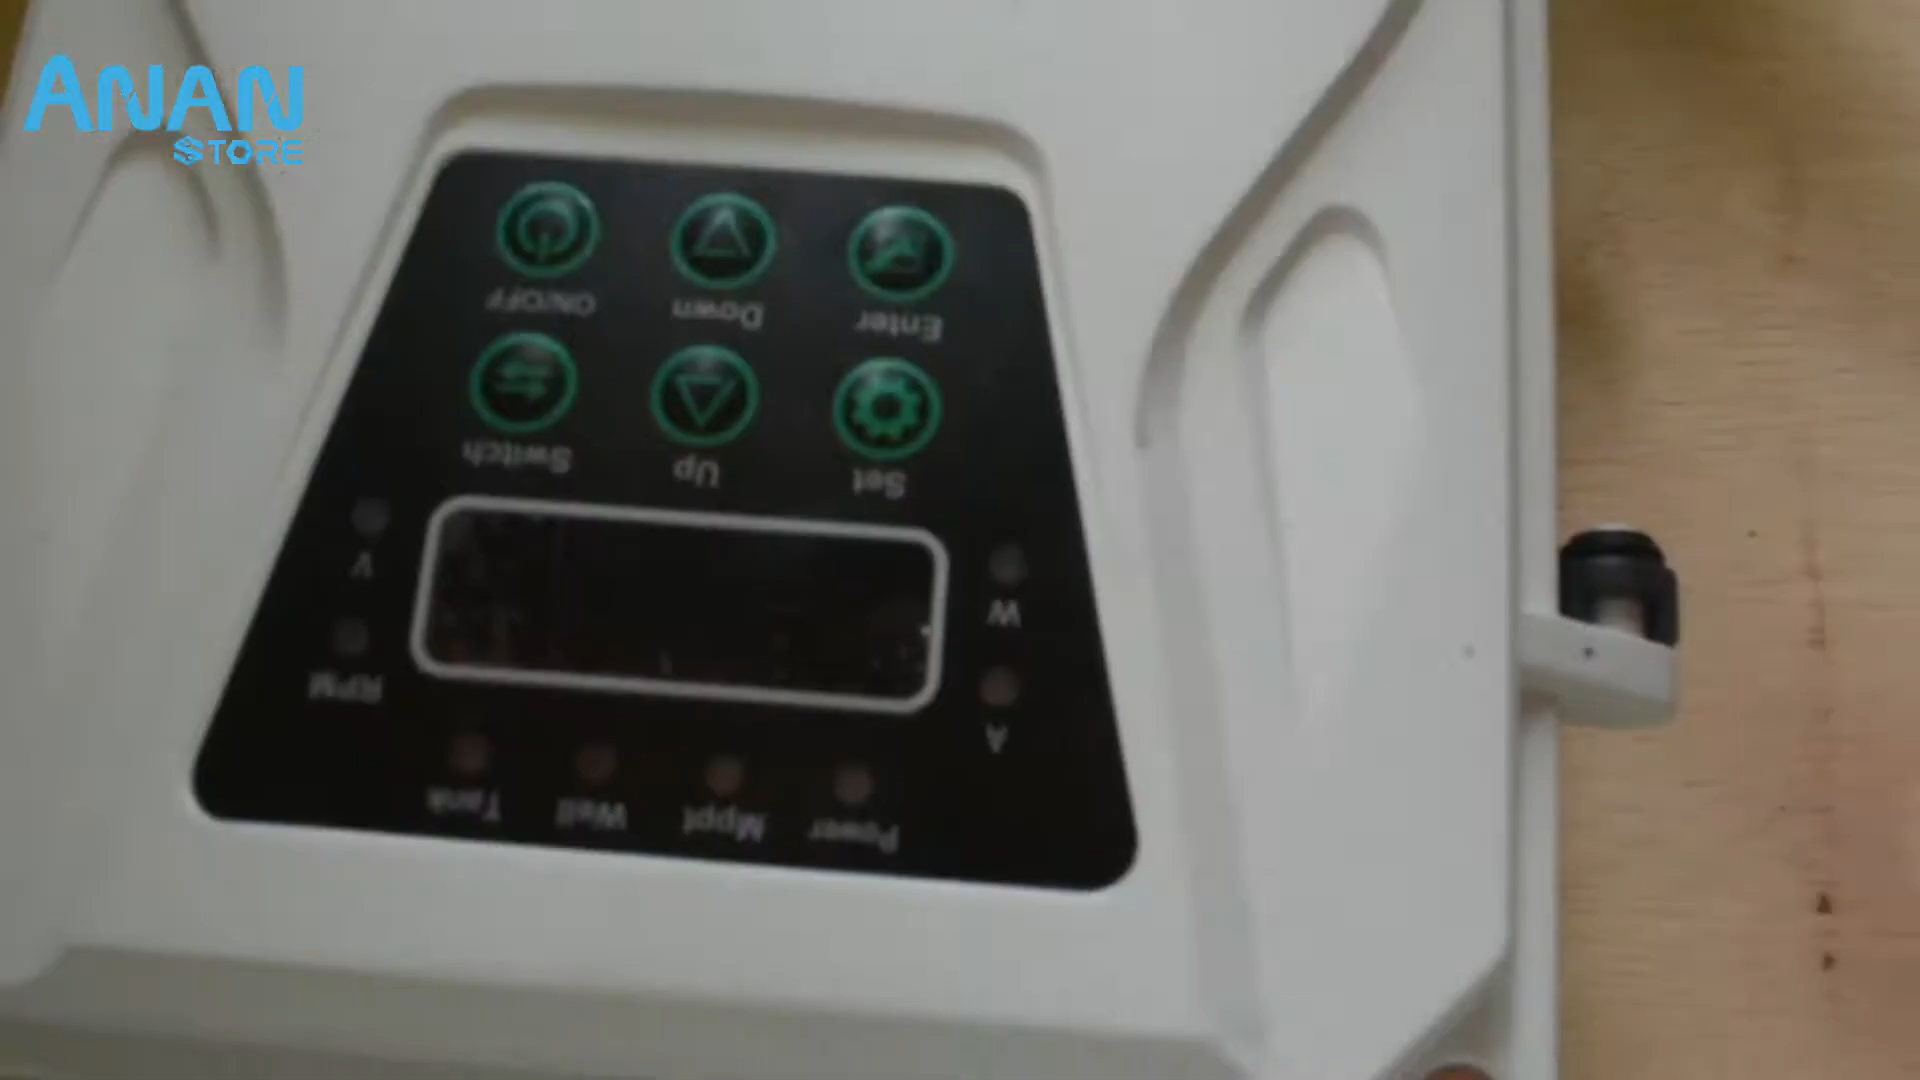 ANAN
STORE
Power Mppt Well Tank
A RPM
W V
Set Up Switch
Enter Down ON/OFF